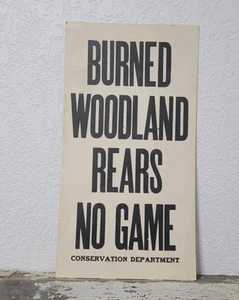 BURNED
WOODLAND
REARS
NO GAME
CONSERVATION DEPARTMENT